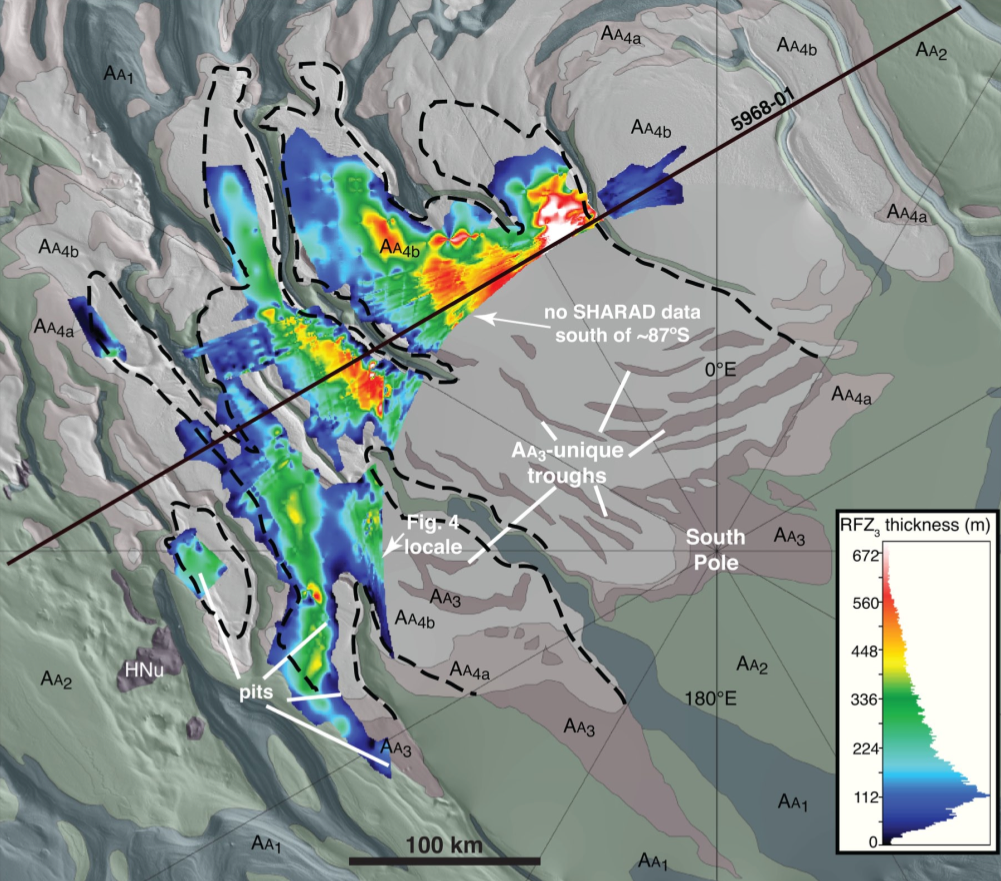 AA4a
AA4b
AA2
AA1
5968-01
AA4b
AA4a
AA4b
AA4b
AA4a
no SHARAD data
south of ~87°S
0°E
AA4a
AA3-unique
troughs
Fig. 4
locale
South
Pole
AA3
RFZ3 thickness (m)
672
560
448
336
224
112
0
AA3
AA4b
HNu
AA4a
AA2
AA2
pits
180°E
AA3
AA3
AA1
AA1
100 km
AA1